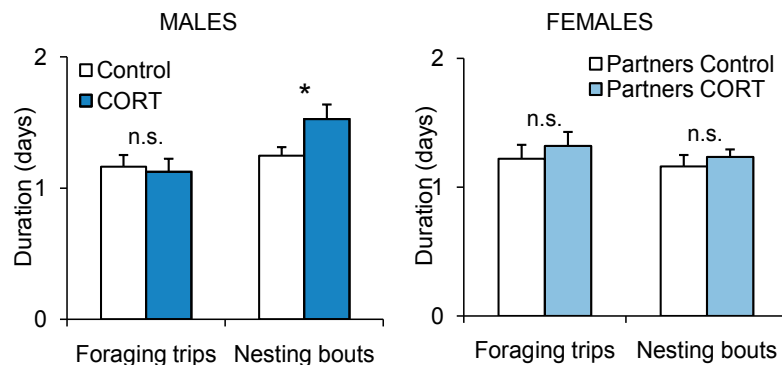 MALES
2
Control
CORT
*
n.s.
1
0
Duration (days)
Foraging trips
Nesting bouts
FEMALES
2
Partners Control
Partners CORT
n.s.
n.s.
1
0
Duration (days)
Foraging trips
Nesting bouts